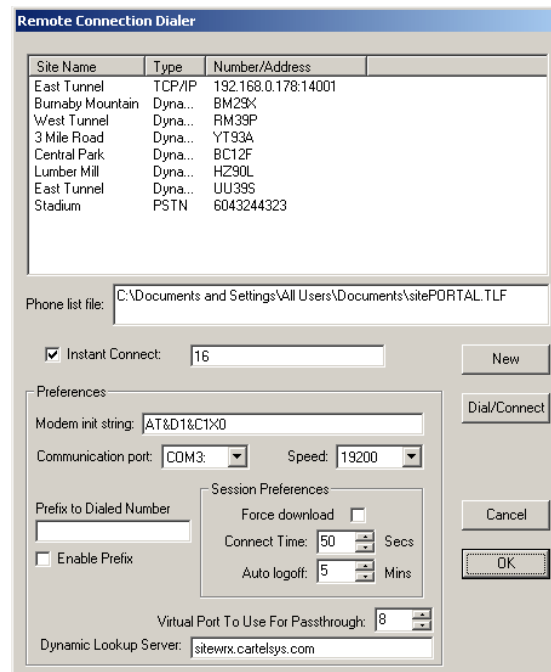 Remote Connection Dialer
Site Name Type Number/Address
East Tunnel TCP/IP 192.168.0.178:14001
Burnaby Mountain Dyna... BM29X
West Tunnel Dyna... RM39P
3 Mile Road Dyna... YT93A
Central Park Dyna... BC12F
Lumber Mill Dyna... HZ90L
East Tunnel Dyna... UU39S
Stadium PSTN 6043244323
Phone list file: C:\Documents and Settings\All Users\Documents\sitePORTAL.TLF
Instant Connect: 16
New
Preferences
Dial/Connect
Modem init string: AT&D1&C1X0
Communication port: COM3: Speed: 19200
Session Preferences
Prefix to Dialed Number
Force download
Cancel
Connect Time: 50 Secs
Enable Prefix
OK
Auto logoff: 5 Mins
Virtual Port To Use For Passthrough: 8
Dynamic Lookup Server: sitewrx.cartelsys.com